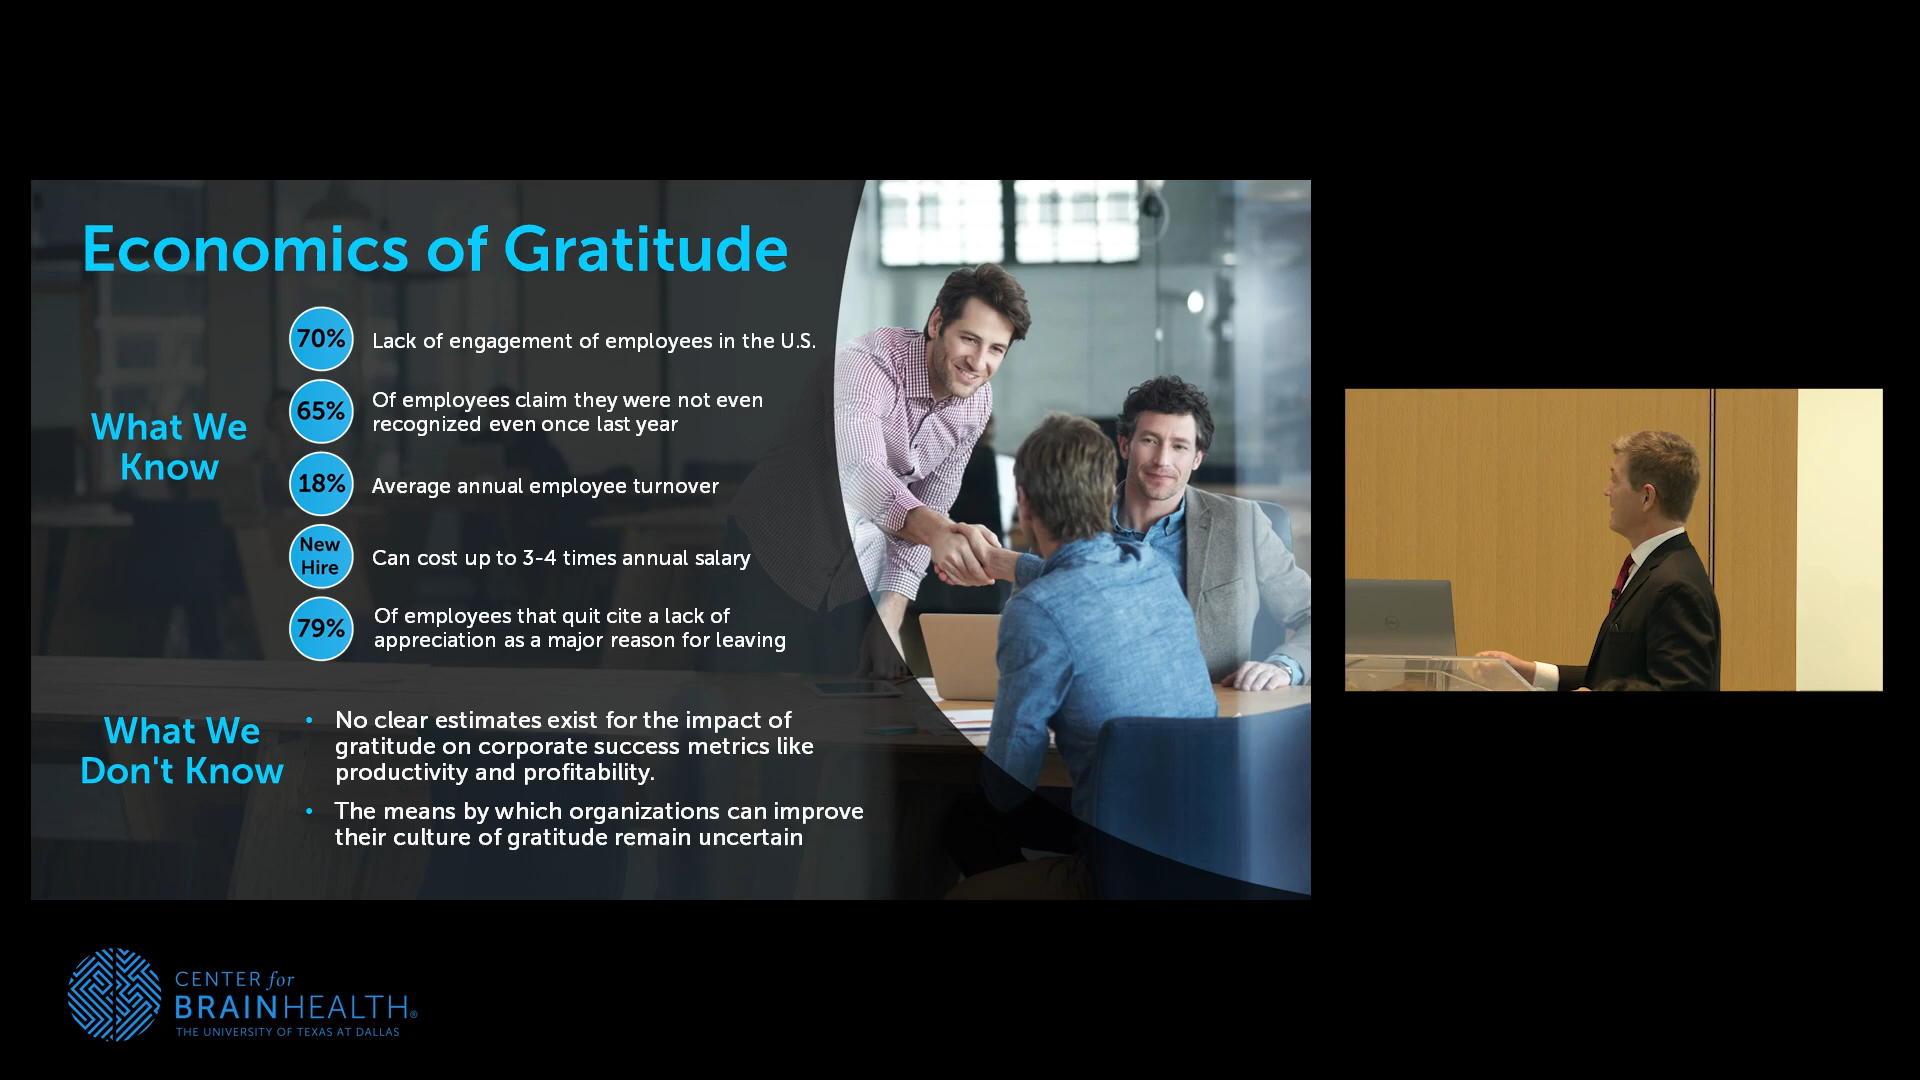 Economics of Gratitude
What We
Know
70%
Lack of engagement of employees in the U.S.
65%
Of employees claim they were not even
recognized even once last year
18%
Average annual employee turnover
New
Hire
Can cost up to 3-4 times annual salary
79%
Of employees that quit cite a lack of
appreciation as a major reason for leaving
What We
Don't Know
• No clear estimates exist for the impact of
gratitude on corporate success metrics like
productivity and profitability.
• The means by which organizations can improve
their culture of gratitude remain uncertain
CENTER for
BRAINHEALTH®
THE UNIVERSITY OF TEXAS AT DALLAS
DELL